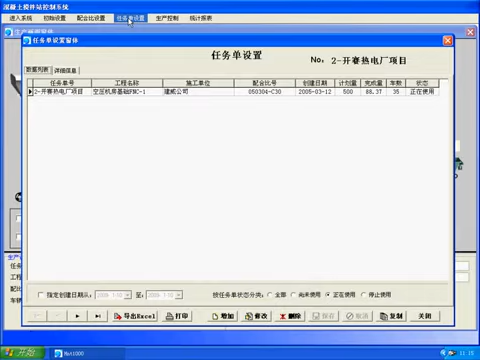 混凝土搅拌站控制系统
进入系统 初始设置 配合比设置 任务单设置 生产控制 统计报表
任务单设置窗体
任务单设置
No: 2-开赛热电厂项目
数据列表 详细信息
任务单号 工程名称 施工单位 配合比号 创建日期 计划量 完成量 车数 状态
2-开赛热电厂项目 空压机房基础FNC-1 建威公司 050304-C30 2005-03-12 500 88.37 35 正在使用
指定创建日期从: 至: 按任务单状态分类: 全部 尚未使用 正在使用 停止使用
导出Excel 打印 增加 修改 删除 保存 取消 复制 关闭
开始 11:15